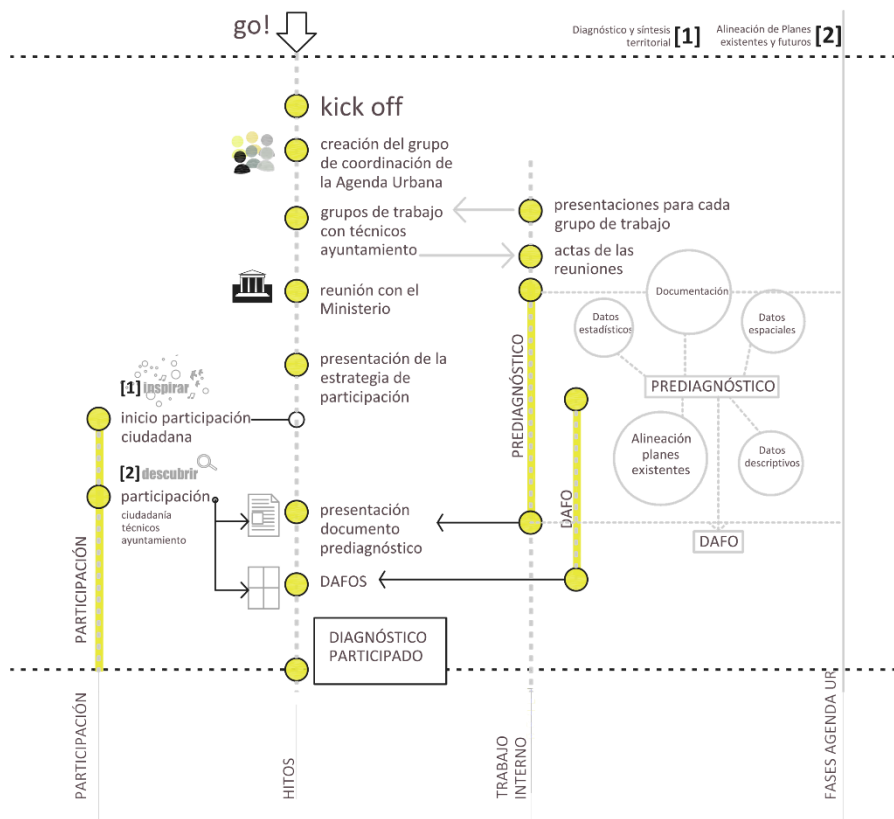 go!
Diagnóstico y síntesis
territorial [1]
Alineación de Planes
existentes y futuros [2]
kick off
creación del grupo
de coordinación de
la Agenda Urbana
grupos de trabajo
con técnicos
ayuntamiento
presentaciones para cada
grupo de trabajo
actas de las
reuniones
reunión con el
Ministerio
presentación de la
estrategia de
participación
[1] inspirar
inicio participación
ciudadana
[2] descubrir
participación
ciudadanía
técnicos
ayuntamiento
presentación
documento
prediagnóstico
DAFOS
DIAGNÓSTICO
PARTICIPADO
PREDIAGNÓSTICO
DAFO
Documentación
Datos
estadísticos
Datos
espaciales
PREDIAGNÓSTICO
Alineación
planes
existentes
Datos
descriptivos
DAFO
PARTICIPACIÓN
PARTICIPACIÓN
HITOS
TRABAJO
INTERNO
FASES AGENDA UR